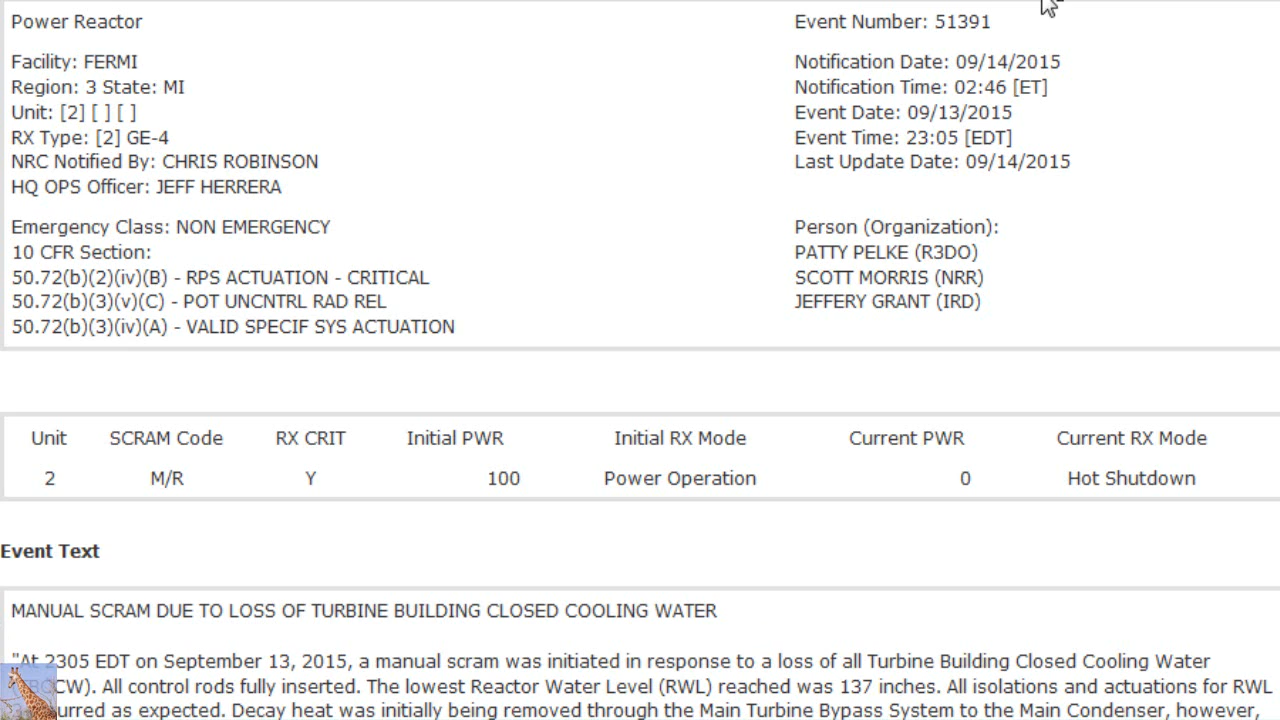 Power Reactor Event Number: 51391
Facility: FERMI Notification Date: 09/14/2015
Region: 3 State: MI Notification Time: 02:46 [ET]
Unit: [2] [ ] [ ] Event Date: 09/13/2015
RX Type: [2] GE-4 Event Time: 23:05 [EDT]
NRC Notified By: CHRIS ROBINSON Last Update Date: 09/14/2015
HQ OPS Officer: JEFF HERRERA
Emergency Class: NON EMERGENCY Person (Organization):
10 CFR Section: PATTY PELKE (R3DO)
50.72(b)(2)(iv)(B) - RPS ACTUATION - CRITICAL SCOTT MORRIS (NRR)
50.72(b)(3)(v)(C) - POT UNCNTRL RAD REL JEFFERY GRANT (IRD)
50.72(b)(3)(iv)(A) - VALID SPECIF SYS ACTUATION
Unit SCRAM Code RX CRIT Initial PWR Initial RX Mode Current PWR Current RX Mode
2 M/R Y 100 Power Operation 0 Hot Shutdown
Event Text
MANUAL SCRAM DUE TO LOSS OF TURBINE BUILDING CLOSED COOLING WATER
"At 2305 EDT on September 13, 2015, a manual scram was initiated in response to a loss of all Turbine Building Closed Cooling Water
All control rods fully inserted. The lowest Reactor Water Level (RWL) reached was 137 inches. All isolations and actuations for RWL
as expected. Decay heat was initially being removed through the Main Turbine Bypass System to the Main Condenser, however,